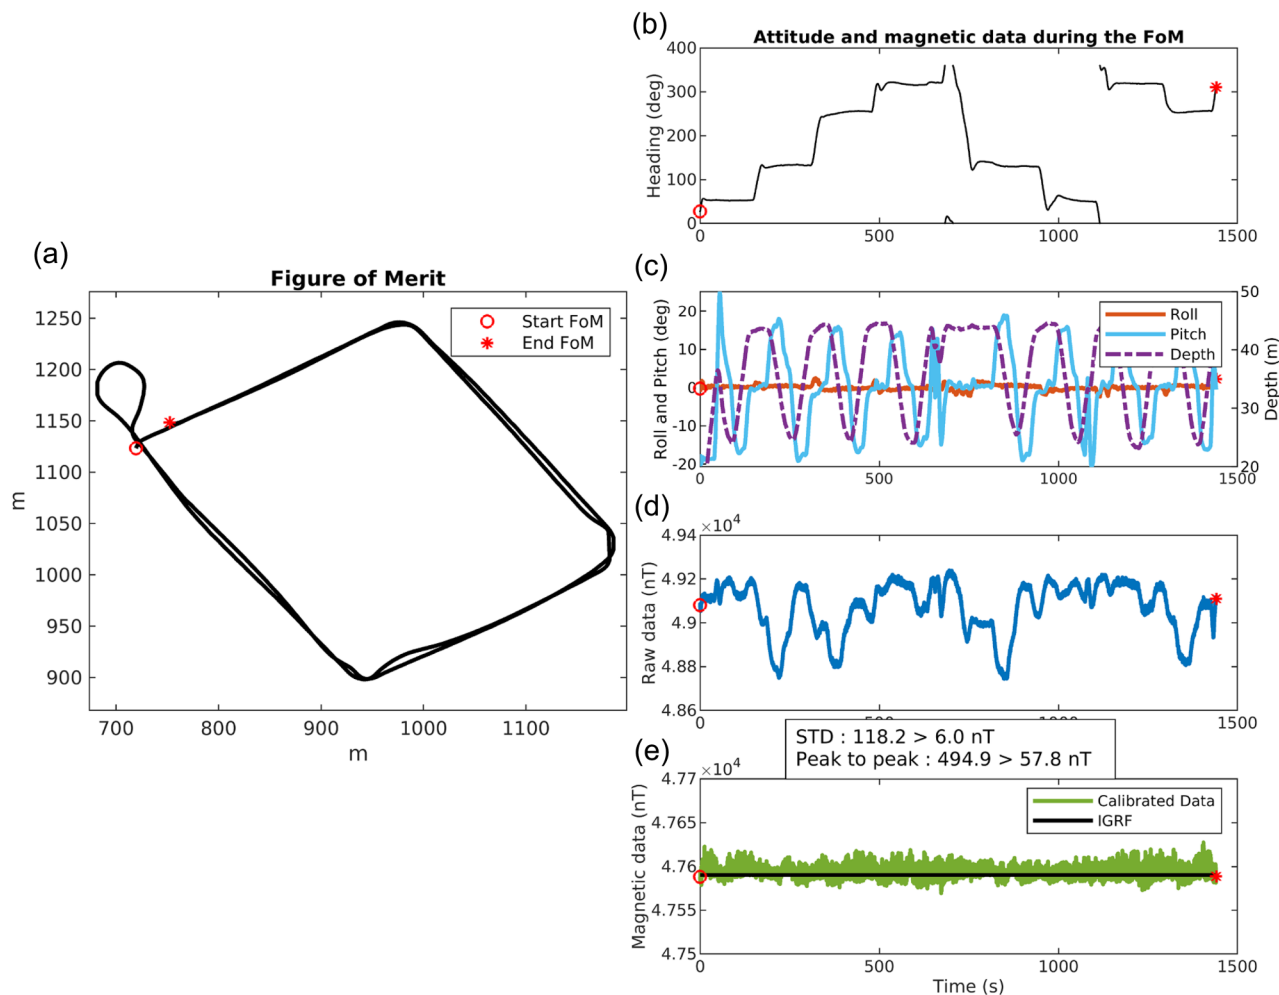 (a)
Figure of Merit
Start FoM
End FoM
1250
1200
1150
1100
1050
1000
950
900
m
700 800 900 1000 1100
m
(b)
Attitude and magnetic data during the FoM
400
300
200
100
0
Heading (deg)
0 500 1000 1500
(c)
20
10
0
-10
-20
Roll and Pitch (deg)
Roll
Pitch
Depth
50
40
30
20
Depth (m)
0 500 1000 1500
(d)
×10⁴
4.94
4.92
4.9
4.88
4.86
Raw data (nT)
0 500 1000 1500
STD : 118.2 > 6.0 nT
Peak to peak : 494.9 > 57.8 nT
(e)
×10⁴
4.77
4.765
4.76
4.755
4.75
Magnetic data (nT)
Calibrated Data
IGRF
0 500 1000 1500
Time (s)